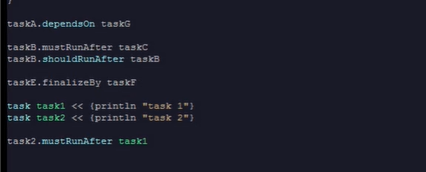 }
taskA.dependsOn taskG
taskB.mustRunAfter taskC
taskB.shouldRunAfter taskB
taskE.finalizeBy taskF
task task1 << {println "task 1"}
task task2 << {println "task 2"}
task2.mustRunAfter task1